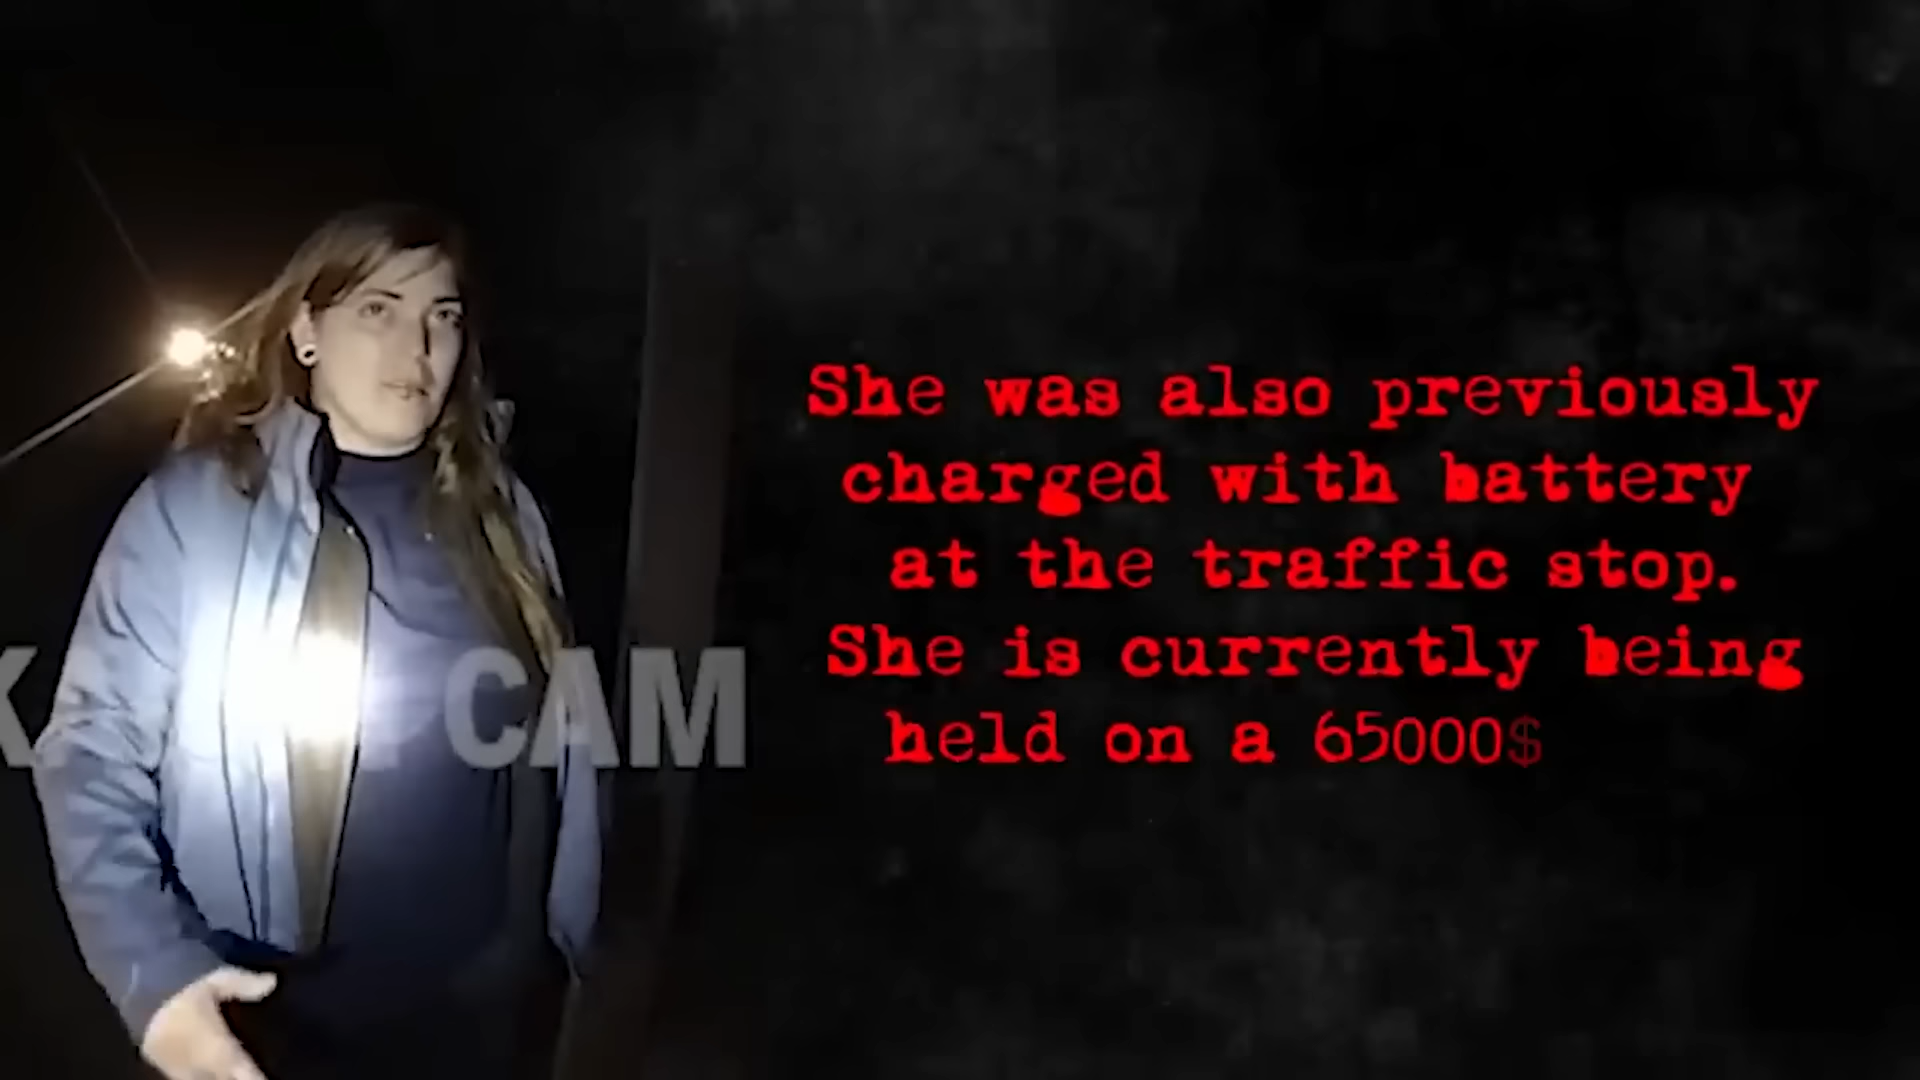 She was also previously
charged with battery
at the traffic stop.
She is currently being
held on a 65000$
CAM